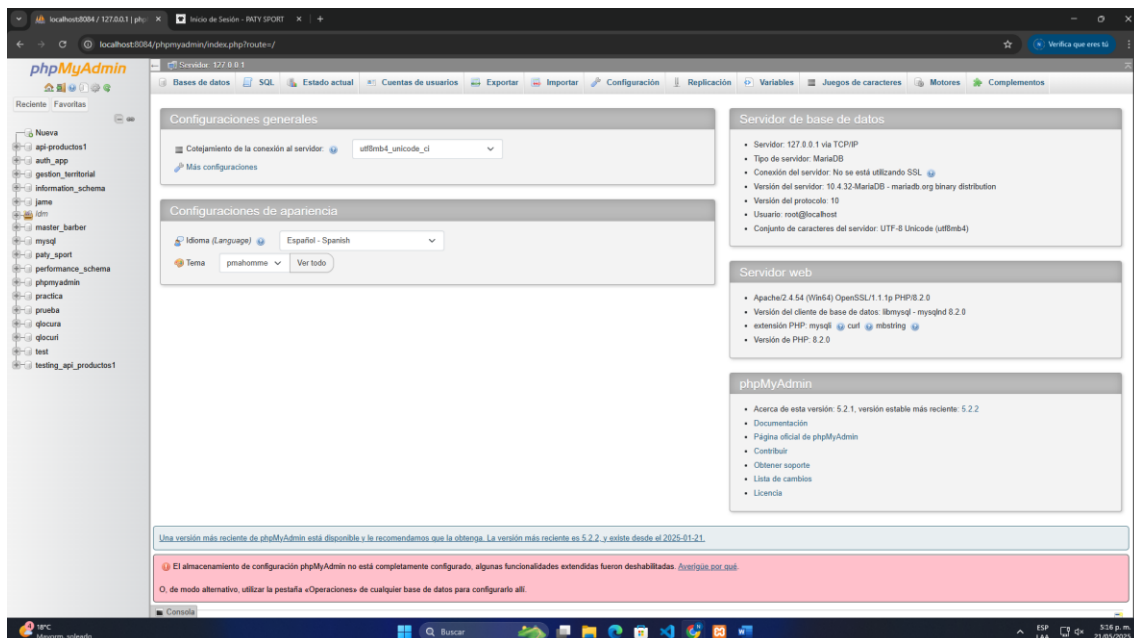 localhost:8084 / 127.0.0.1 | php
Inicio de Sesión - PATY SPORT
localhost:8084/phpmyadmin/index.php?route=/
Verifica que eres tú
phpMyAdmin
Reciente Favoritas
Nueva
api-productos1
auth_app
gestion_territorial
information_schema
jame
ldm
master_barber
mysql
paty_sport
performance_schema
phpmyadmin
practica
prueba
qlocura
qlocuri
test
testing_api_productos1
Servidor: 127.0.0.1
Bases de datos SQL Estado actual Cuentas de usuarios Exportar Importar Configuración Replicación Variables Juegos de caracteres Motores Complementos
Configuraciones generales
Cotejamiento de la conexión al servidor: utf8mb4_unicode_ci
Más configuraciones
Configuraciones de apariencia
Idioma (Language) Español - Spanish
Tema pmahomme Ver todo
Servidor de base de datos
• Servidor: 127.0.0.1 via TCP/IP
• Tipo de servidor: MariaDB
• Conexión del servidor: No se está utilizando SSL
• Versión del servidor: 10.4.32-MariaDB - mariadb.org binary distribution
• Versión del protocolo: 10
• Usuario: root@localhost
• Conjunto de caracteres del servidor: UTF-8 Unicode (utf8mb4)
Servidor web
• Apache/2.4.54 (Win64) OpenSSL/1.1.1p PHP/8.2.0
• Versión del cliente de base de datos: libmysql - mysqlnd 8.2.0
• extensión PHP: mysqli curl mbstring
• Versión de PHP: 8.2.0
phpMyAdmin
• Acerca de esta versión: 5.2.1, versión estable más reciente: 5.2.2
• Documentación
• Página oficial de phpMyAdmin
• Contribuir
• Obtener soporte
• Lista de cambios
• Licencia
Una versión más reciente de phpMyAdmin está disponible y le recomendamos que la obtenga. La versión más reciente es 5.2.2, y existe desde el 2025-01-21.
El almacenamiento de configuración phpMyAdmin no está completamente configurado, algunas funcionalidades extendidas fueron deshabilitadas. Averigüe por qué.
O, de modo alternativo, utilizar la pestaña «Operaciones» de cualquier base de datos para configurarlo allí.
Consola
18°C
Mayorm. soleado
Buscar
ESP
LAA
5:16 p. m.
21/05/2025